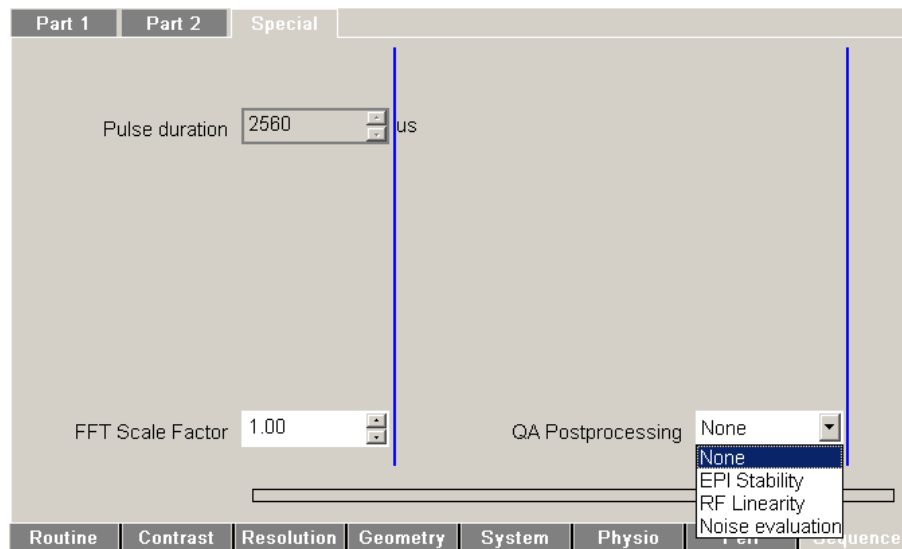 Part 1 Part 2 Special
Pulse duration 2560 us
FFT Scale Factor 1.00 QA Postprocessing None
None
EPI Stability
RF Linearity
Noise evaluation
Routine Contrast Resolution Geometry System Physio Sequence